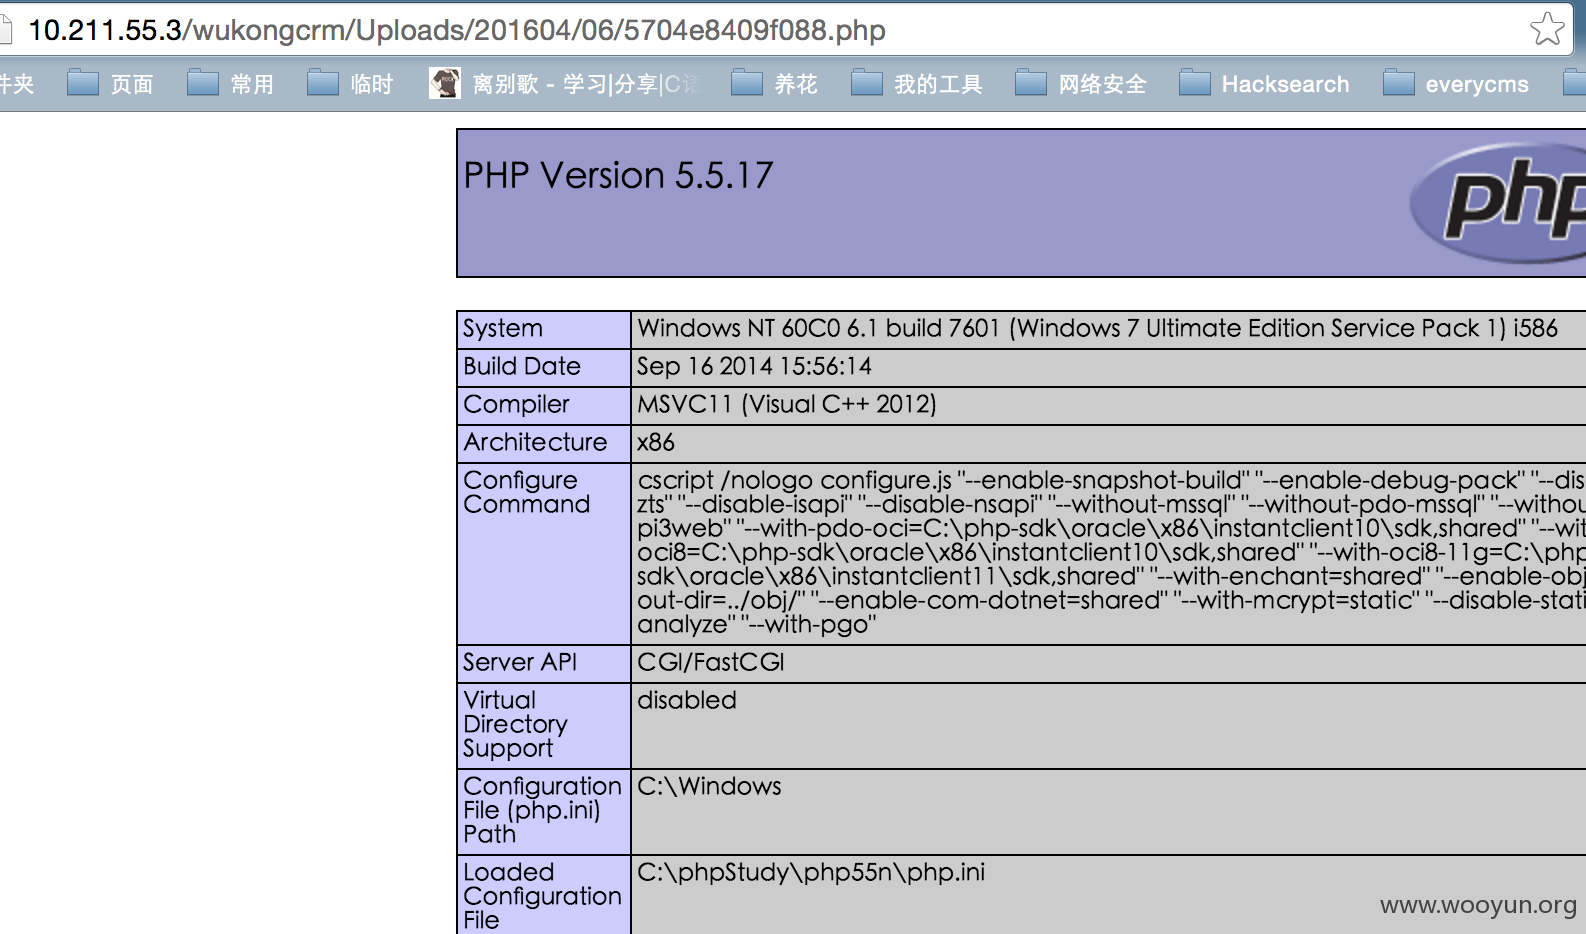 10.211.55.3/wukongcrm/Uploads/201604/06/5704e8409f088.php
件夹 页面 常用 临时 离别歌 - 学习|分享|C语 养花 我的工具 网络安全 Hacksearch everycms
PHP Version 5.5.17
php
System Windows NT 60C0 6.1 build 7601 (Windows 7 Ultimate Edition Service Pack 1) i586
Build Date Sep 16 2014 15:56:14
Compiler MSVC11 (Visual C++ 2012)
Architecture x86
Configure cscript /nologo configure.js "--enable-snapshot-build" "--enable-debug-pack" "--dis
Command zts" "--disable-isapi" "--disable-nsapi" "--without-mssql" "--without-pdo-mssql" "--withou
pi3web" "--with-pdo-oci=C:\php-sdk\oracle\x86\instantclient10\sdk,shared" "--wit
oci8=C:\php-sdk\oracle\x86\instantclient10\sdk,shared" "--with-oci8-11g=C:\php
sdk\oracle\x86\instantclient11\sdk,shared" "--with-enchant=shared" "--enable-obj
out-dir=../obj/" "--enable-com-dotnet=shared" "--with-mcrypt=static" "--disable-stati
analyze" "--with-pgo"
Server API CGI/FastCGI
Virtual disabled
Directory
Support
Configuration C:\Windows
File (php.ini)
Path
Loaded C:\phpStudy\php55n\php.ini
Configuration
File
www.wooyun.org